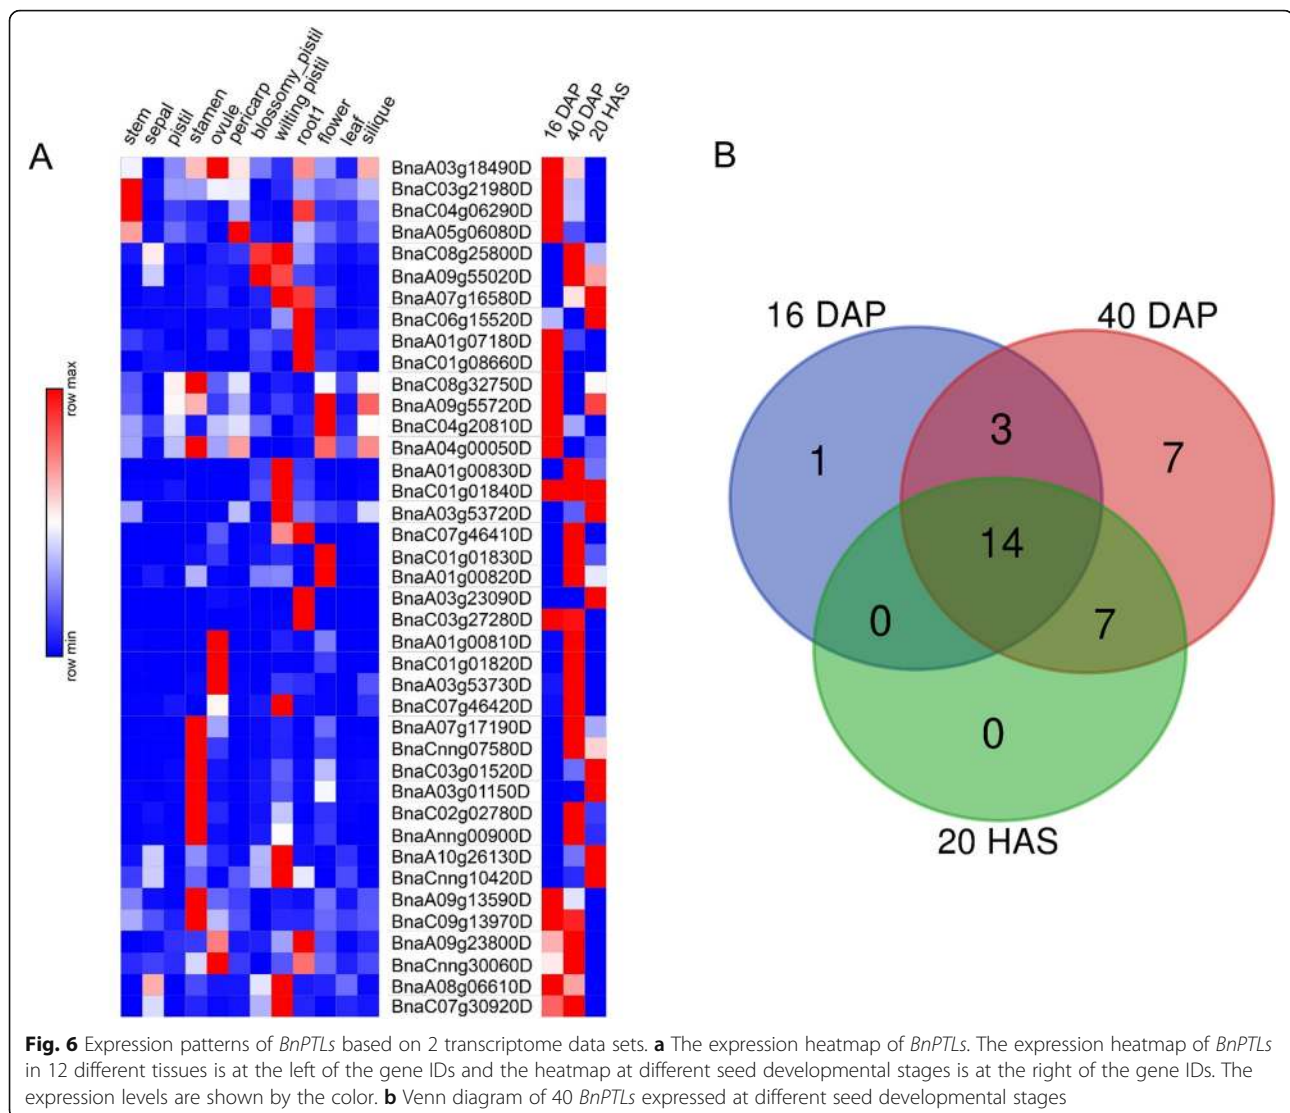 A
stem
sepal
pistil
stamen
ovule
pericarp
blossomy_pistil
wilting pistil
root1
flower
leaf
silique
16 DAP
40 DAP
20 HAS
row max
row min
BnaA03g18490D
BnaC03g21980D
BnaC04g06290D
BnaA05g06080D
BnaC08g25800D
BnaA09g55020D
BnaA07g16580D
BnaC06g15520D
BnaA01g07180D
BnaC01g08660D
BnaC08g32750D
BnaA09g55720D
BnaC04g20810D
BnaA04g00050D
BnaA01g00830D
BnaC01g01840D
BnaA03g53720D
BnaC07g46410D
BnaC01g01830D
BnaA01g00820D
BnaA03g23090D
BnaC03g27280D
BnaA01g00810D
BnaC01g01820D
BnaA03g53730D
BnaC07g46420D
BnaA07g17190D
BnaCnng07580D
BnaC03g01520D
BnaA03g01150D
BnaC02g02780D
BnaAnng00900D
BnaA10g26130D
BnaCnng10420D
BnaA09g13590D
BnaC09g13970D
BnaA09g23800D
BnaCnng30060D
BnaA08g06610D
BnaC07g30920D
B
16 DAP
40 DAP
3
1
7
14
0
7
0
20 HAS
Fig. 6 Expression patterns of BnPTLs based on 2 transcriptome data sets. a The expression heatmap of BnPTLs. The expression heatmap of BnPTLs
in 12 different tissues is at the left of the gene IDs and the heatmap at different seed developmental stages is at the right of the gene IDs. The
expression levels are shown by the color. b Venn diagram of 40 BnPTLs expressed at different seed developmental stages